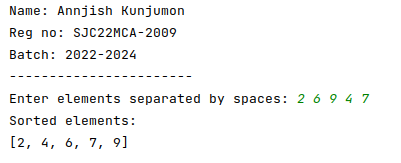 Name: Annjish Kunjumon
Reg no: SJC22MCA-2009
Batch: 2022-2024
-----------------------
Enter elements separated by spaces: 2 6 9 4 7
Sorted elements:
[2, 4, 6, 7, 9]